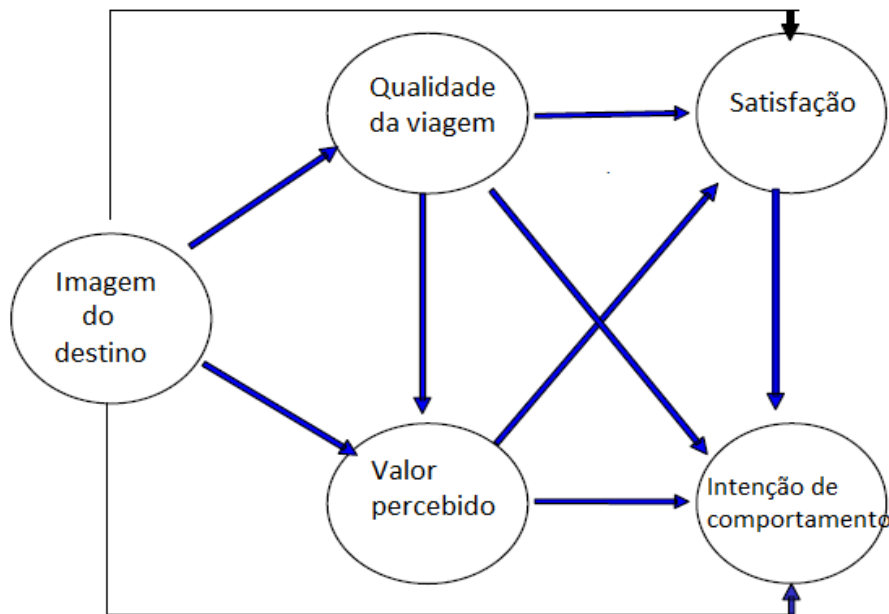 Qualidade
da viagem
Satisfação
Imagem
do
destino
Valor
percebido
Intenção de
comportamento